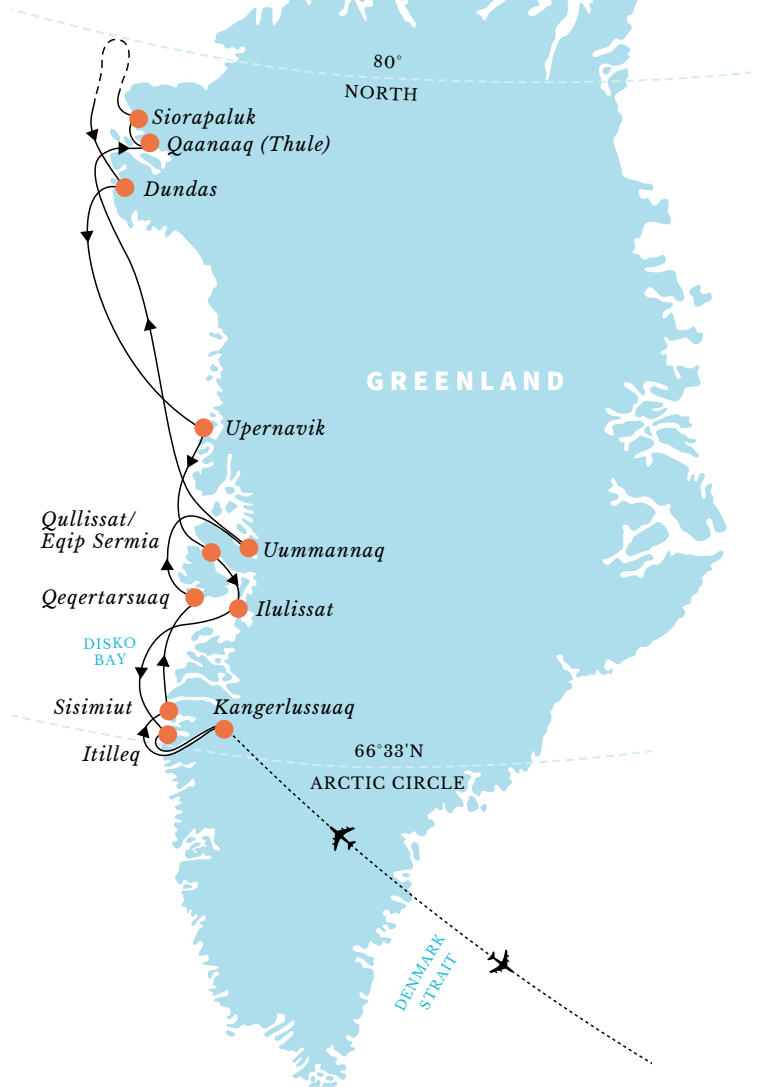 80°
NORTH
Siorapaluk
Qaanaaq (Thule)
Dundas
GREENLAND
Upernavik
Qullissat/
Eqip Sermia
Uummannaq
Qeqertarsuaq
Ilulissat
DISKO
BAY
Sisimiut
Kangerlussuaq
Itilleq
66°33'N
ARCTIC CIRCLE
DENMARK
STRAIT